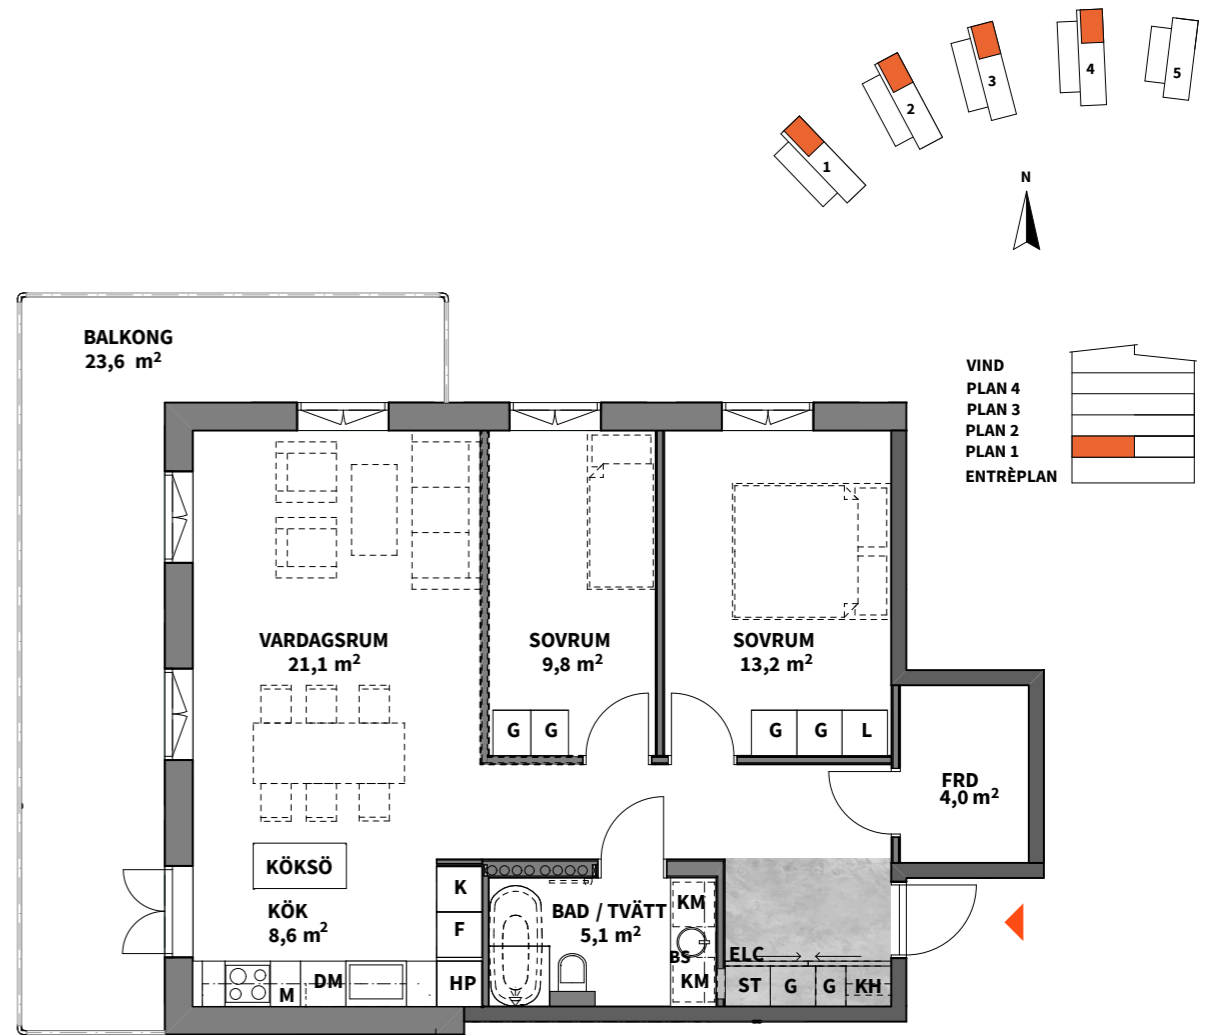 4
3
5
2
1
N
BALKONG
23,6 m²
VIND
PLAN 4
PLAN 3
PLAN 2
PLAN 1
ENTRÈPLAN
VARDAGSRUM
21,1 m²
SOVRUM
9,8 m²
SOVRUM
13,2 m²
G G
G G L
FRD
4,0 m²
KÖKSÖ
KÖK
8,6 m²
K
F
HP
M
DM
BAD / TVÄTT
5,1 m²
KM
BS
KM
ELC
ST G G KH